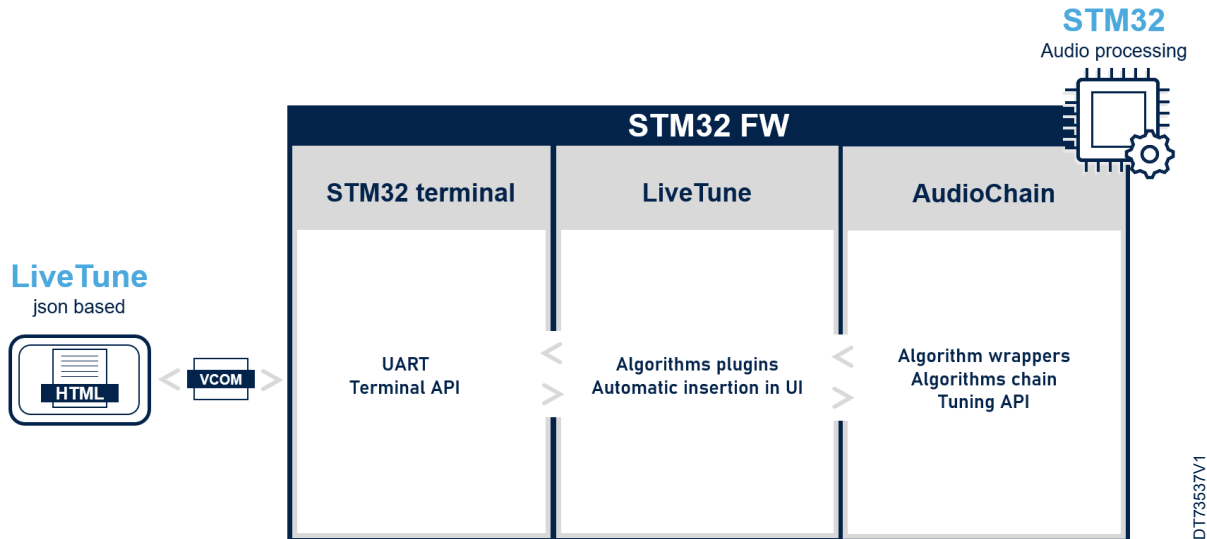 STM32
Audio processing
STM32 FW
STM32 terminal
LiveTune
AudioChain
LiveTune
json based
HTML
VCOM
UART
Terminal API
Algorithms plugins
Automatic insertion in UI
Algorithm wrappers
Algorithms chain
Tuning API
DT73537V1